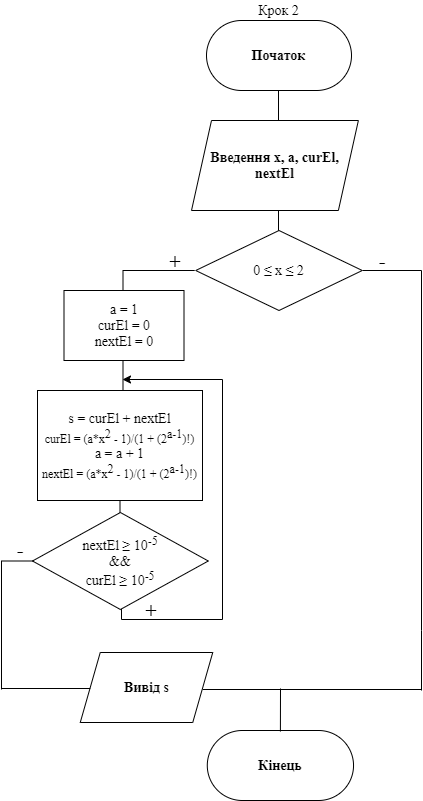 Крок 2
Початок
Введення x, a, curEl,
nextEl
0 ≤ x ≤ 2
+
-
a = 1
curEl = 0
nextEl = 0
s = curEl + nextEl
curEl = (a*x² - 1)/(1 + (2ᵃ⁻¹)!)
a = a + 1
nextEl = (a*x² - 1)/(1 + (2ᵃ⁻¹)!)
nextEl ≥ 10⁻⁵
&&
curEl ≥ 10⁻⁵
-
+
Вивід s
Кінець